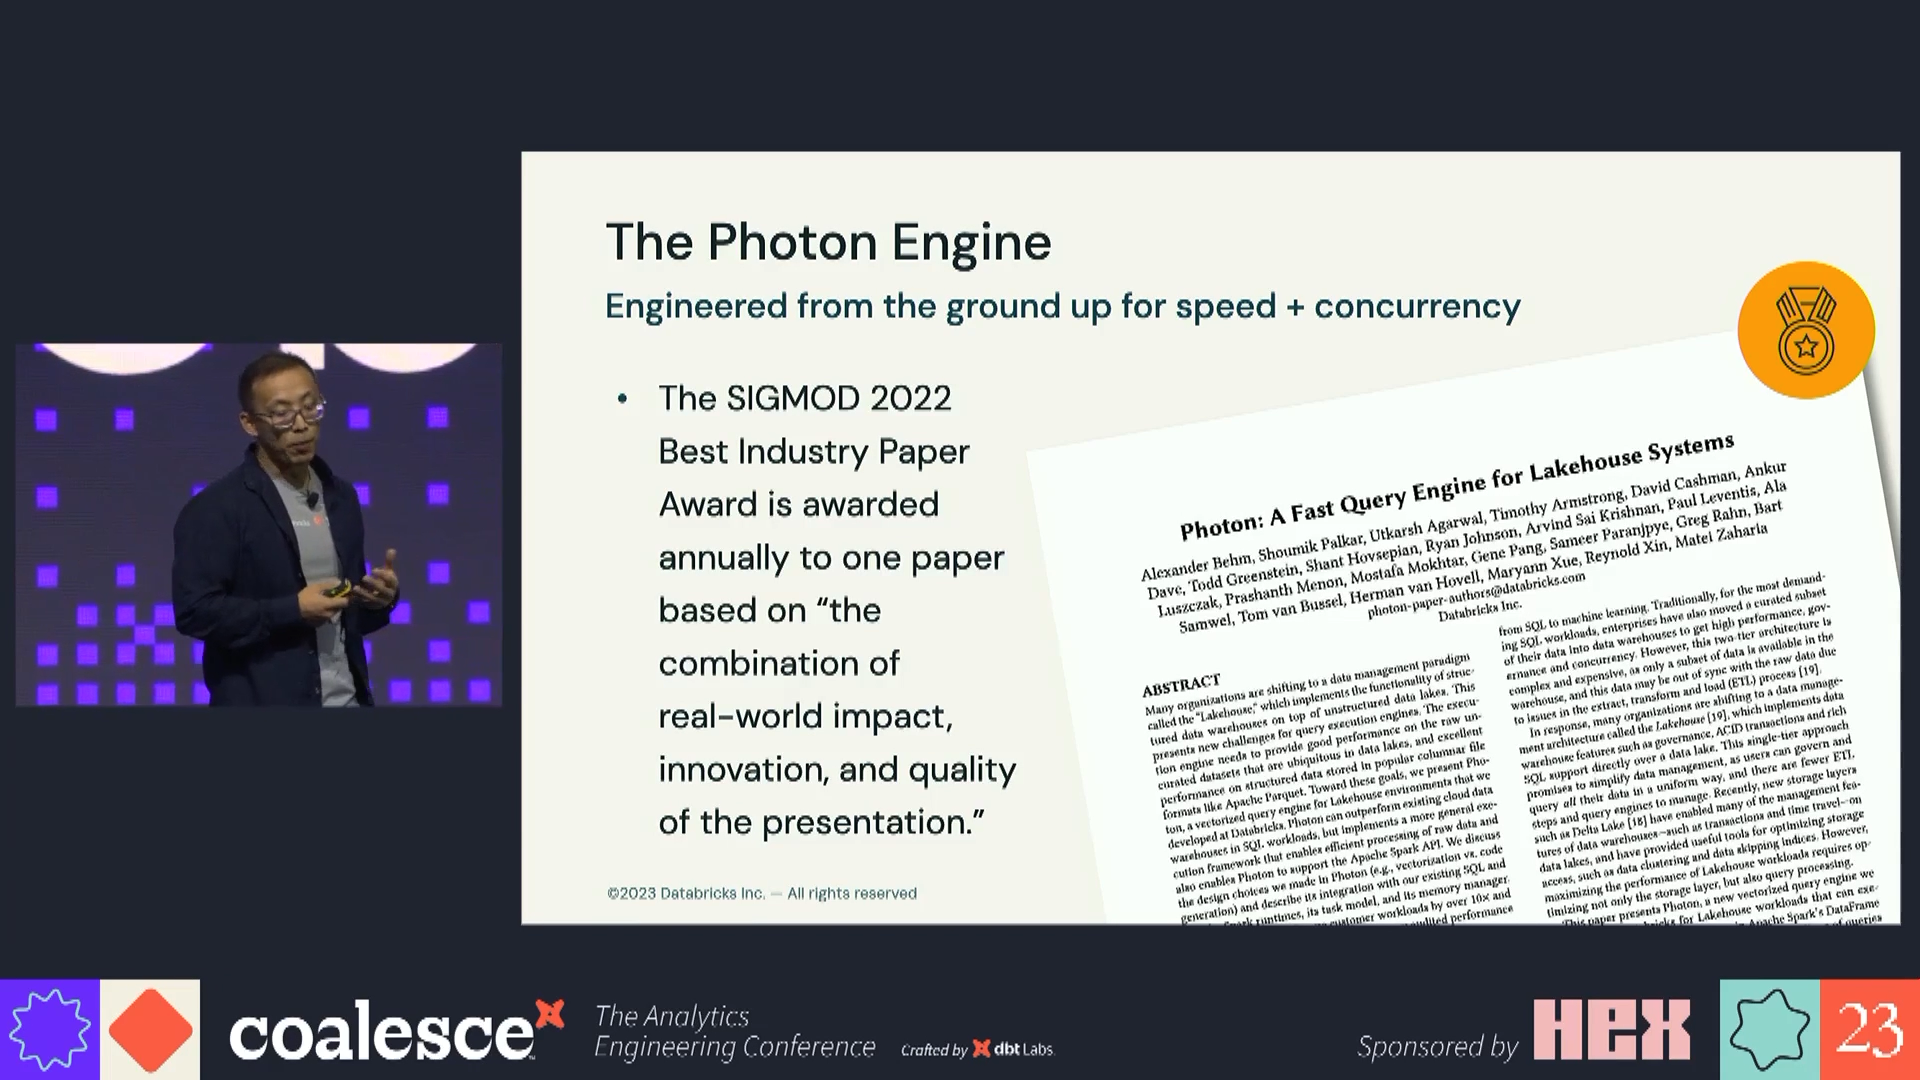 The Photon Engine
Engineered from the ground up for speed + concurrency
• The SIGMOD 2022
Best Industry Paper
Award is awarded
annually to one paper
based on “the
combination of
real-world impact,
innovation, and quality
of the presentation.”
©2023 Databricks Inc. — All rights reserved
Photon: A Fast Query Engine for Lakehouse Systems
Alexander Behm, Shoumik Palkar, Utkarsh Agarwal, Timothy Armstrong, David Cashman, Ankur
Dave, Todd Greenstein, Shant Hovsepian, Ryan Johnson, Arvind Sai Krishnan, Paul Leventis, Ala
Luszczak, Prashanth Menon, Mostafa Mokhtar, Gene Pang, Sameer Paranjpye, Greg Rahn, Bart
Samwel, Tom van Bussel, Herman van Hovell, Maryann Xue, Reynold Xin, Matei Zaharia
photon-paper-authors@databricks.com
Databricks Inc.
ABSTRACT
Many organizations are shifting to a data management paradigm
called the “Lakehouse,” which implements the functionality of struc-
tured data warehouses on top of unstructured data lakes. This
presents new challenges for query execution engines. The execu-
tion engine needs to provide good performance on the raw un-
curated datasets that are ubiquitous in data lakes, and excellent
performance on structured data stored in popular columnar file
formats like Apache Parquet. Toward these goals, we present Pho-
ton, a vectorized query engine for Lakehouse environments that we
developed at Databricks. Photon can outperform existing cloud data
warehouses in SQL workloads, but implements a more general exe-
cution framework that enables efficient processing of raw data and
also enables Photon to support the Apache Spark API. We discuss
the design choices we made in Photon (e.g., vectorization vs. code
generation) and describe its integration with our existing SQL and
Spark runtimes, its task model, and its memory manager.
customer workloads by over 10x and
audited performance
from SQL to machine learning. Traditionally, for the most demand-
ing SQL workloads, enterprises have also moved a curated subset
of their data into data warehouses to get high performance, gov-
ernance and concurrency. However, this two-tier architecture is
complex and expensive, as only a subset of data is available in the
warehouse, and this data may be out of sync with the raw data due
to issues in the extract, transform and load (ETL) process [19].
In response, many organizations are shifting to a data manage-
ment architecture called the Lakehouse [19], which implements data
warehouse features such as governance, ACID transactions and rich
SQL support directly over a data lake. This single-tier approach
promises to simplify data management, as users can govern and
query all their data in a uniform way, and there are fewer ETL
steps and query engines to manage. Recently, new storage layers
such as Delta Lake [18] have enabled many of the management fea-
tures of data warehouses—such as transactions and time travel—on
data lakes, and have provided useful tools for optimizing storage
access, such as data clustering and data skipping indices. However,
maximizing the performance of Lakehouse workloads requires op-
timizing not only the storage layer, but also query processing.
This paper presents Photon, a new vectorized query engine we
for Lakehouse workloads that can exe-
Apache Spark's DataFrame
of queries
coalesce
The Analytics
Engineering Conference
Crafted by dbt Labs
Sponsored by HEX
23